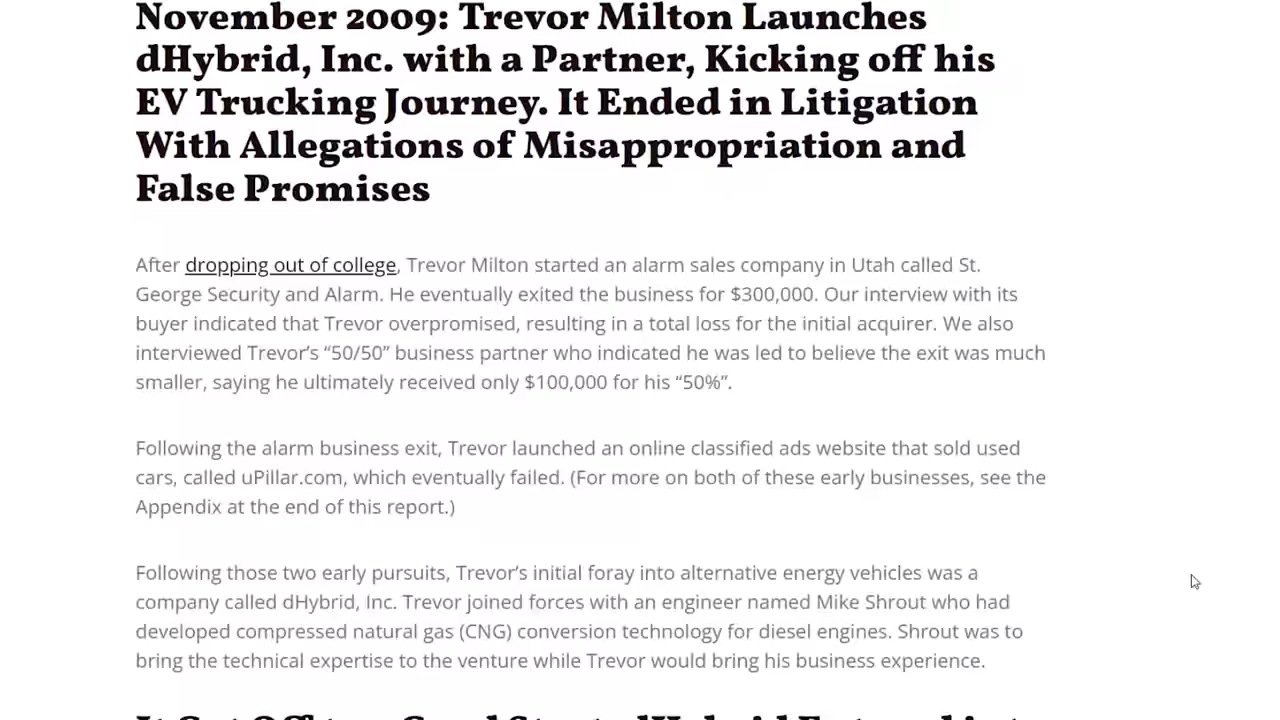 November 2009: Trevor Milton Launches
dHybrid, Inc. with a Partner, Kicking off his
EV Trucking Journey. It Ended in Litigation
With Allegations of Misappropriation and
False Promises
After dropping out of college, Trevor Milton started an alarm sales company in Utah called St.
George Security and Alarm. He eventually exited the business for $300,000. Our interview with its
buyer indicated that Trevor overpromised, resulting in a total loss for the initial acquirer. We also
interviewed Trevor’s “50/50” business partner who indicated he was led to believe the exit was much
smaller, saying he ultimately received only $100,000 for his “50%”.
Following the alarm business exit, Trevor launched an online classified ads website that sold used
cars, called uPillar.com, which eventually failed. (For more on both of these early businesses, see the
Appendix at the end of this report.)
Following those two early pursuits, Trevor’s initial foray into alternative energy vehicles was a
company called dHybrid, Inc. Trevor joined forces with an engineer named Mike Shrout who had
developed compressed natural gas (CNG) conversion technology for diesel engines. Shrout was to
bring the technical expertise to the venture while Trevor would bring his business experience.